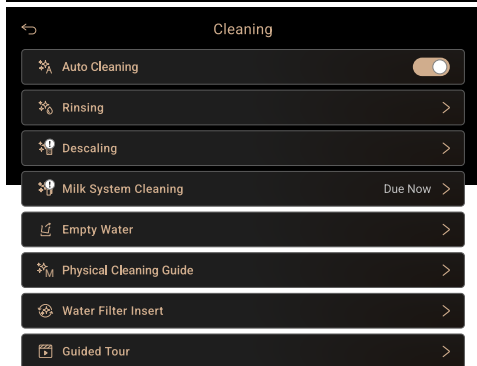 Cleaning
Auto Cleaning
Rinsing
Descaling
Milk System Cleaning Due Now
Empty Water
Physical Cleaning Guide
Water Filter Insert
Guided Tour